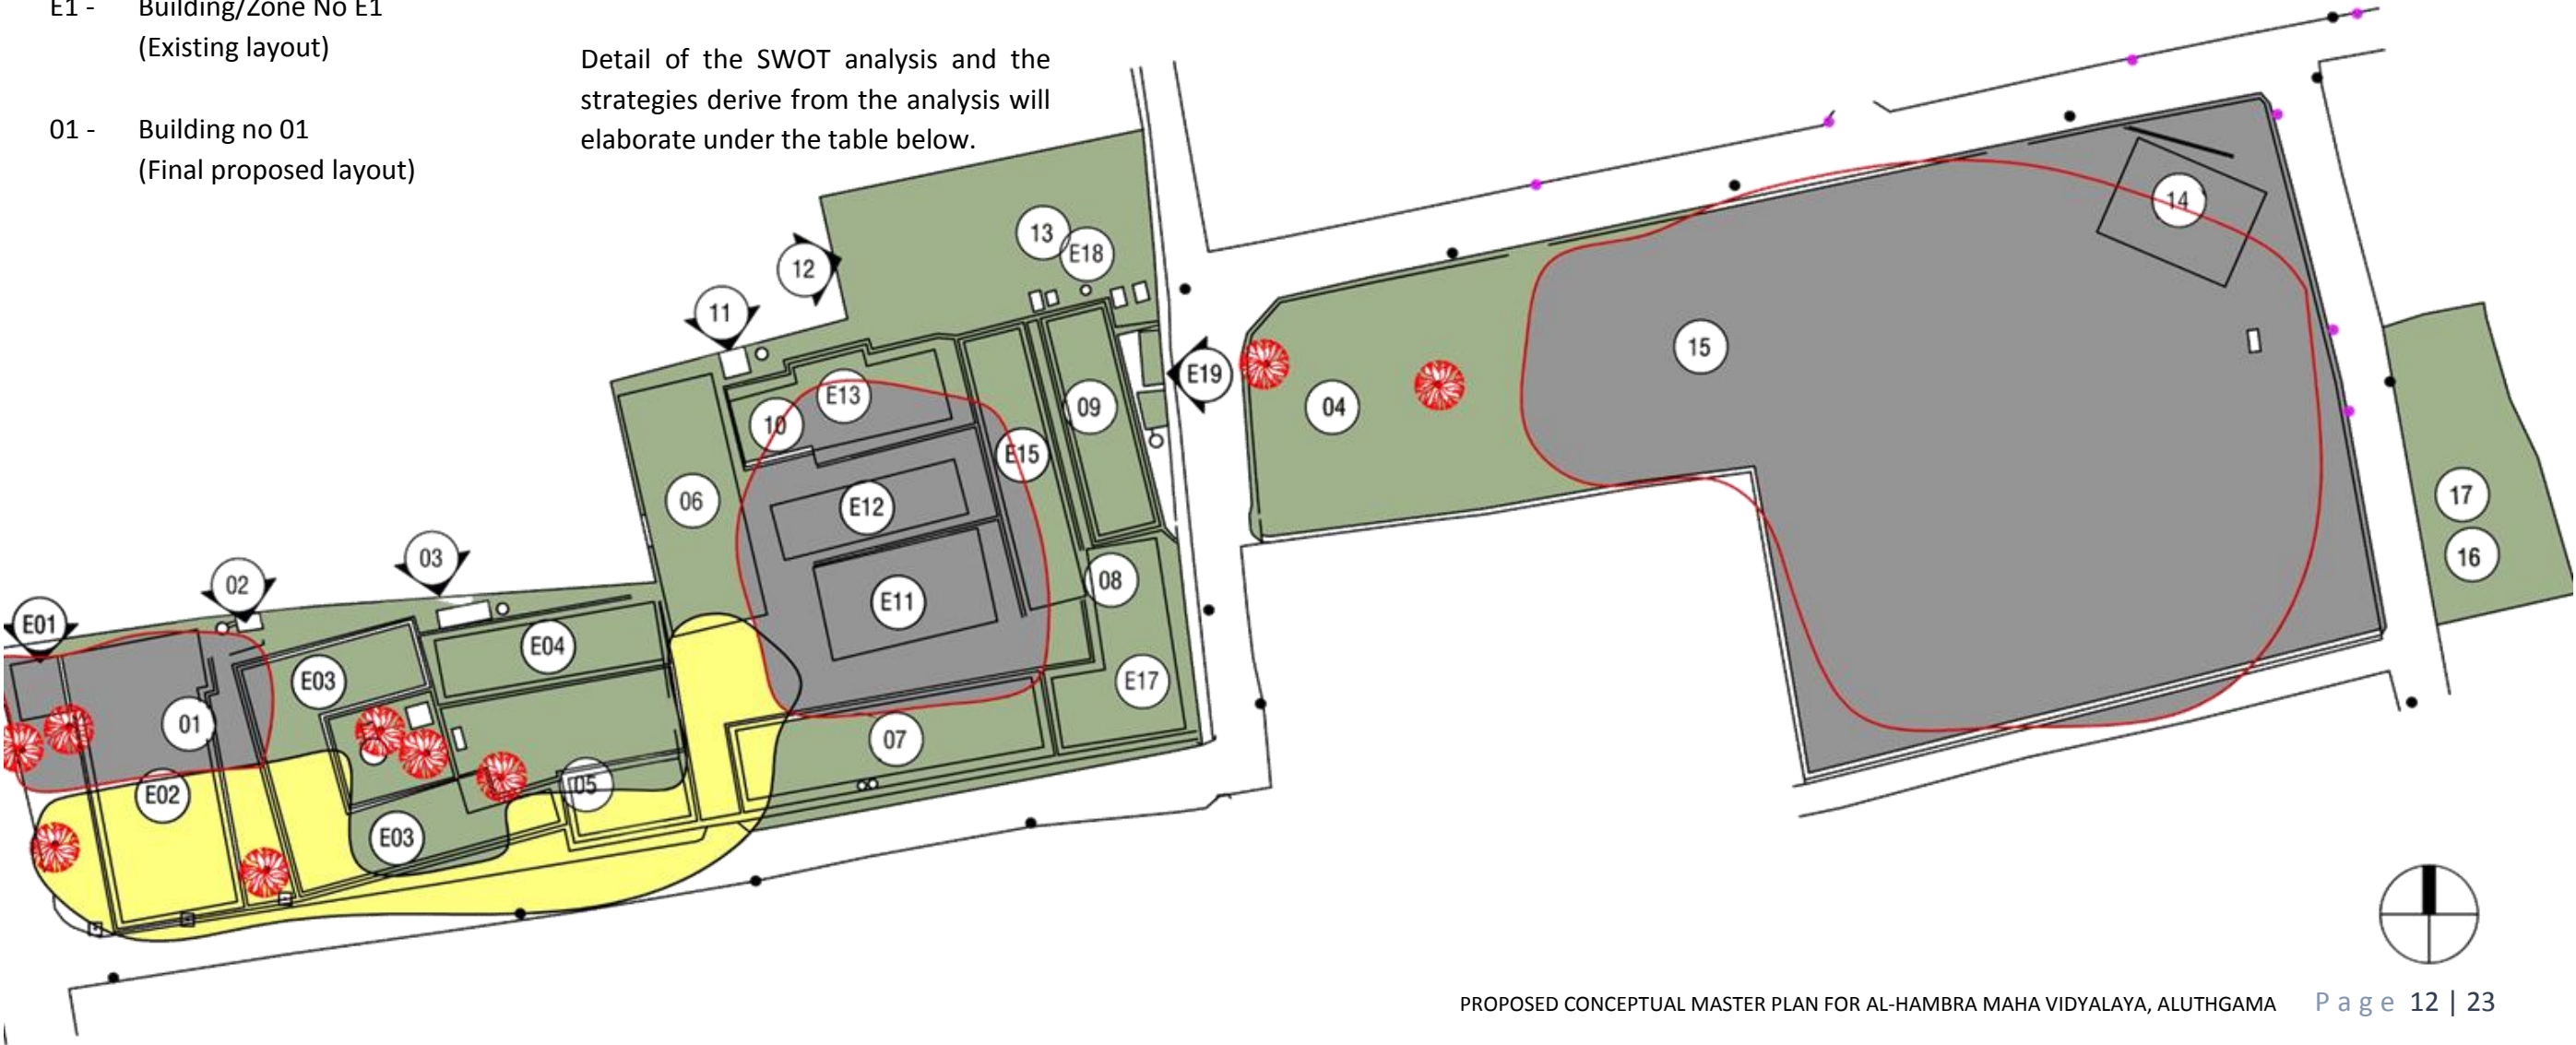 E1 - Building/Zone No E1
(Existing layout)
01 - Building no 01
(Final proposed layout)
Detail of the SWOT analysis and the
strategies derive from the analysis will
elaborate under the table below.
13
E18
12
11
14
15
E19
04
E13
10
09
E15
06
E12
17
16
03
02
E01
08
E11
E04
E03
E17
01
07
05
E02
E03
PROPOSED CONCEPTUAL MASTER PLAN FOR AL-HAMBRA MAHA VIDYALAYA, ALUTHGAMA Page 12 | 23